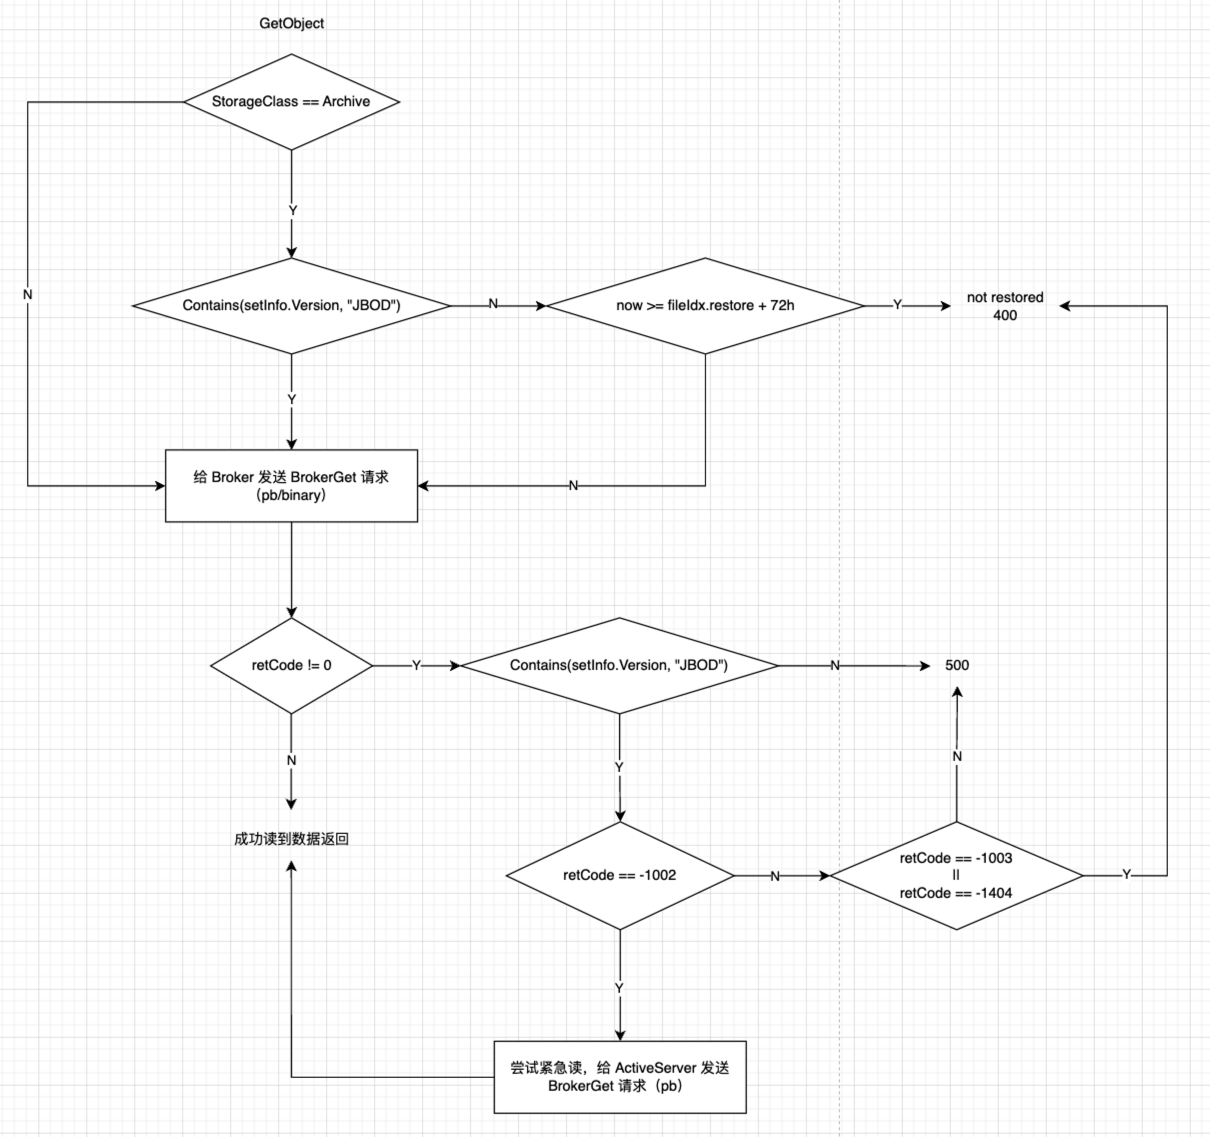 GetObject
StorageClass == Archive
Y
N
Contains(setInfo.Version, "JBOD")
N
now >= fileIdx.restore + 72h
Y
not restored
400
Y
给 Broker 发送 BrokerGet 请求
（pb/binary）
N
retCode != 0
Y
Contains(setInfo.Version, "JBOD")
N
500
N
Y
N
成功读到数据返回
retCode == -1002
N
retCode == -1003
||
retCode == -1404
Y
Y
尝试紧急读，给 ActiveServer 发送
BrokerGet 请求（pb）